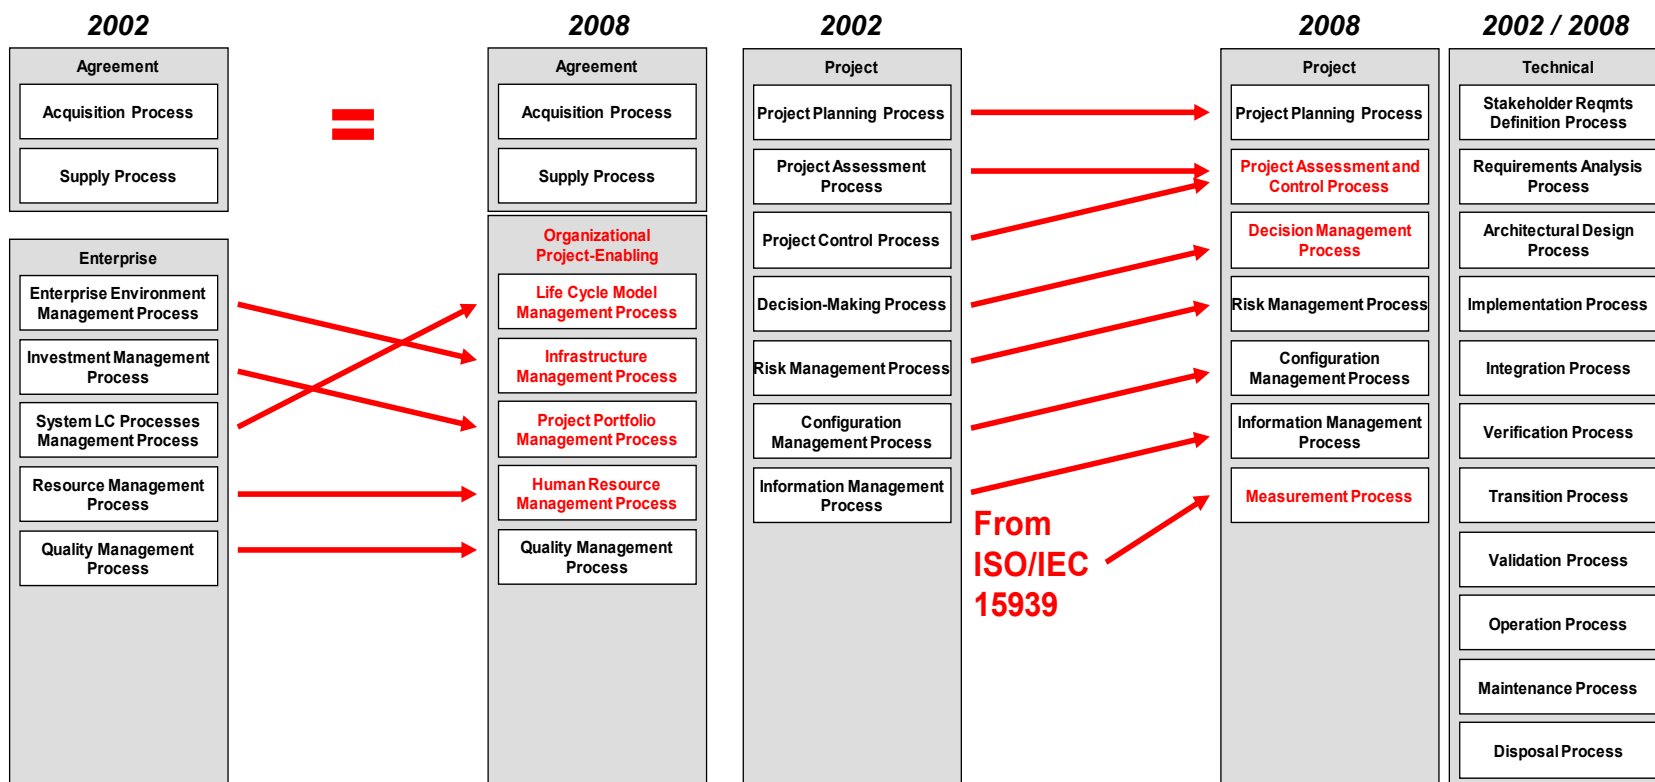 2002
Agreement
Acquisition Process
Supply Process
Enterprise
Enterprise Environment
Management Process
Investment Management
Process
System LC Processes
Management Process
Resource Management
Process
Quality Management
Process
=
2008
Agreement
Acquisition Process
Supply Process
Organizational
Project-Enabling
Life Cycle Model
Management Process
Infrastructure
Management Process
Project Portfolio
Management Process
Human Resource
Management Process
Quality Management
Process
2002
Project
Project Planning Process
Project Assessment
Process
Project Control Process
Decision-Making Process
Risk Management Process
Configuration
Management Process
Information Management
Process
From
ISO/IEC
15939
2008
Project
Project Planning Process
Project Assessment and
Control Process
Decision Management
Process
Risk Management Process
Configuration
Management Process
Information Management
Process
Measurement Process
2002 / 2008
Technical
Stakeholder Reqmts
Definition Process
Requirements Analysis
Process
Architectural Design
Process
Implementation Process
Integration Process
Verification Process
Transition Process
Validation Process
Operation Process
Maintenance Process
Disposal Process